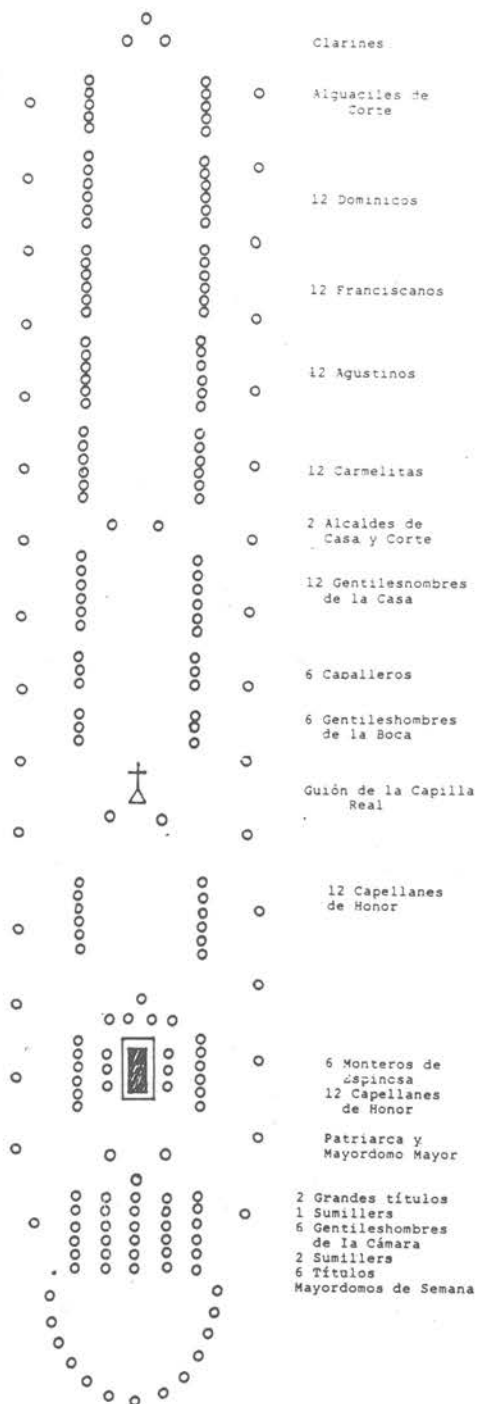 Clarines
Alguaciles de
Corte
12 Dominicos
12 Franciscanos
12 Agustinos
12 Carmelitas
2 Alcaldes de
Casa y Corte
12 Gentilesnombres
de la Casa
6 Caballeros
6 Gentileshombres
de la Boca
Guión de la Capilla
Real
12 Capellanes
de Honor
6 Monteros de
Espinosa
12 Capellanes
de Honor
Patriarca y
Mayordomo Mayor
2 Grandes títulos
1 Sumillers
6 Gentileshombres
de Ia Cámara
2 Sumillers
6 Títulos
Mayordomos de Semana